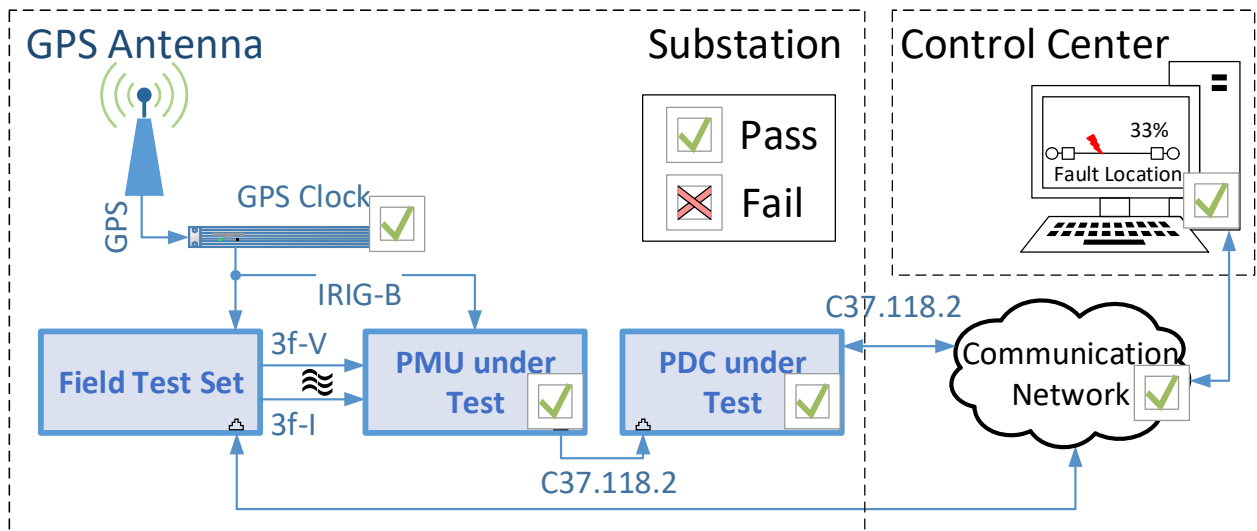 GPS Antenna
Substation
Control Center
Pass
Fail
33%
Fault Location
GPS
GPS Clock
IRIG-B
C37.118.2
3f-V
3f-I
Field Test Set
PMU under
Test
PDC under
Test
Communication
Network
C37.118.2